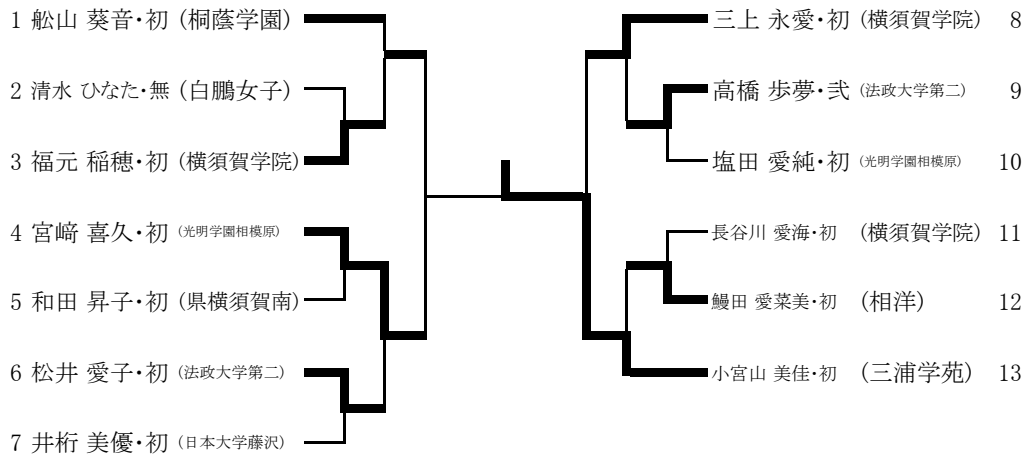 1 舩山 葵音・初 (桐蔭学園)
2 清水 ひなた・無 (白鵬女子)
3 福元 稲穂・初 (横須賀学院)
4 宮﨑 喜久・初 (光明学園相模原)
5 和田 昇子・初 (県横須賀南)
6 松井 愛子・初 (法政大学第二)
7 井桁 美優・初 (日本大学藤沢)
三上 永愛・初 (横須賀学院) 8
高橋 歩夢・弐 (法政大学第二) 9
塩田 愛純・初 (光明学園相模原) 10
長谷川 愛海・初 (横須賀学院) 11
鰻田 愛菜美・初 (相洋) 12
小宮山 美佳・初 (三浦学苑) 13